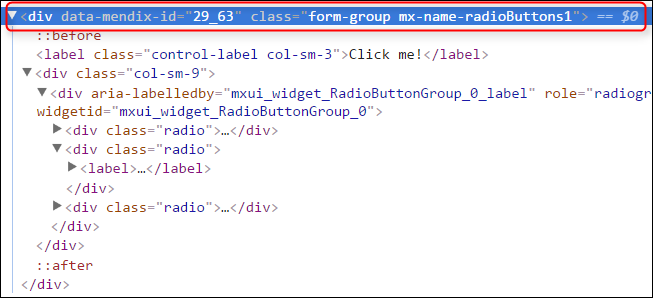 ▼<div data-mendix-id="29_63" class="form-group mx-name-radioButtons1"> == $0
::before
<label class="control-label col-sm-3">Click me!</label>
▼<div class="col-sm-9">
▼<div aria-labelledby="mxui_widget_RadioButtonGroup_0_label" role="radiogr
widgetid="mxui_widget_RadioButtonGroup_0">
▶<div class="radio">…</div>
▼<div class="radio">
▶<label>…</label>
</div>
▶<div class="radio">…</div>
</div>
</div>
::after
</div>